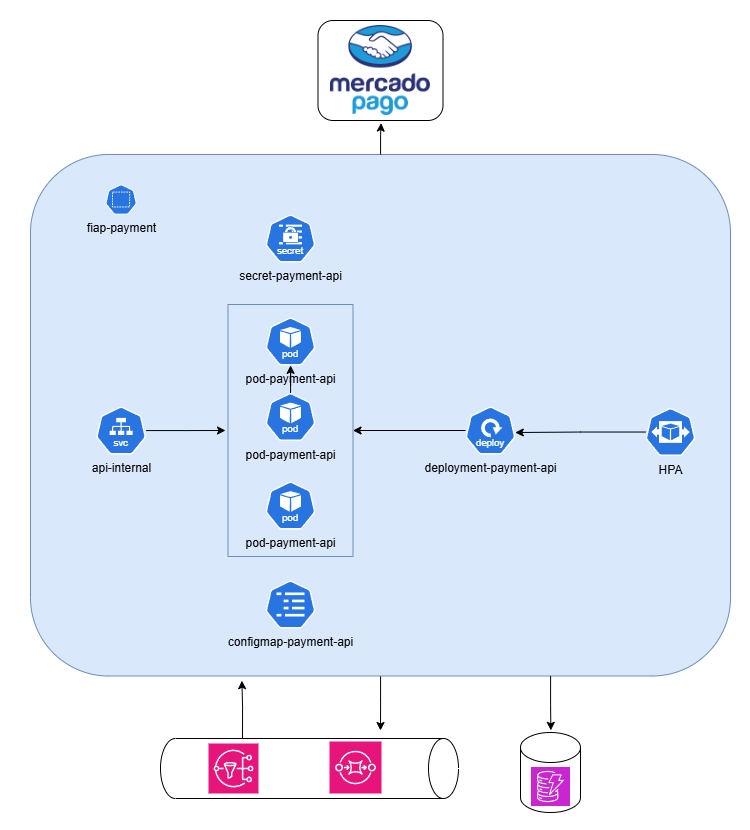 mercado
pago
fiap-payment
secret
secret-payment-api
pod
pod-payment-api
pod
pod-payment-api
pod
pod-payment-api
svc
api-internal
deploy
deployment-payment-api
HPA
configmap-payment-api